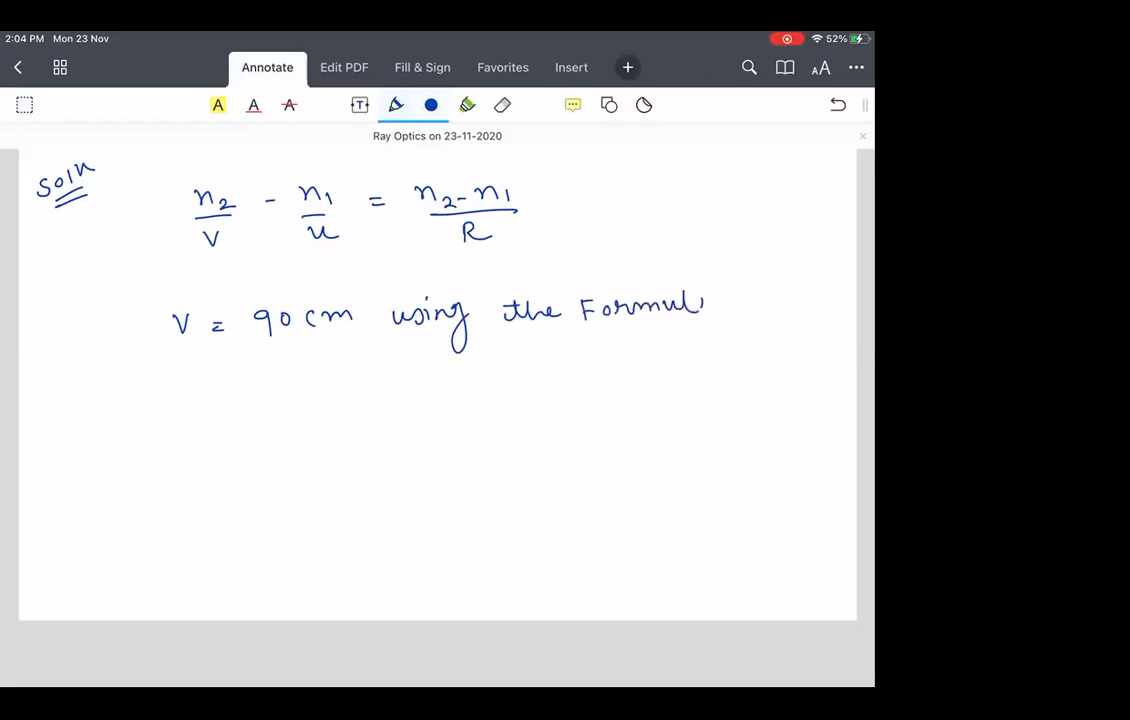 2:04 PM Mon 23 Nov
52%
Annotate Edit PDF Fill & Sign Favorites Insert +
A A A T
Ray Optics on 23-11-2020
Soln
n2/v - n1/u = n2-n1/R
v = 90 cm using the Formul